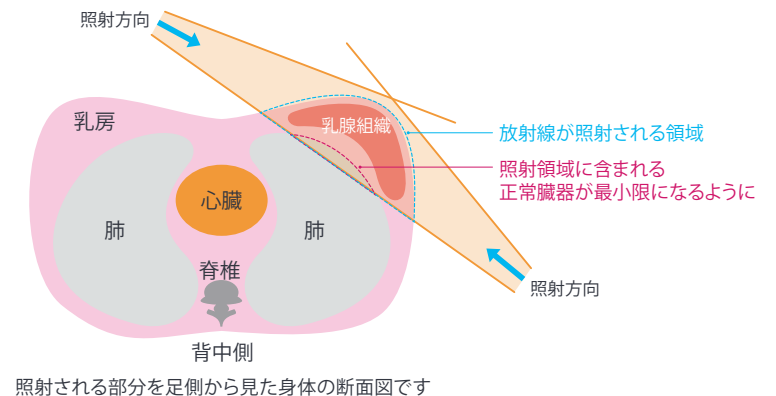 照射方向
乳房
乳腺組織
放射線が照射される領域
照射領域に含まれる
正常臓器が最小限になるように
心臓
肺
肺
脊椎
照射方向
背中側
照射される部分を足側から見た身体の断面図です